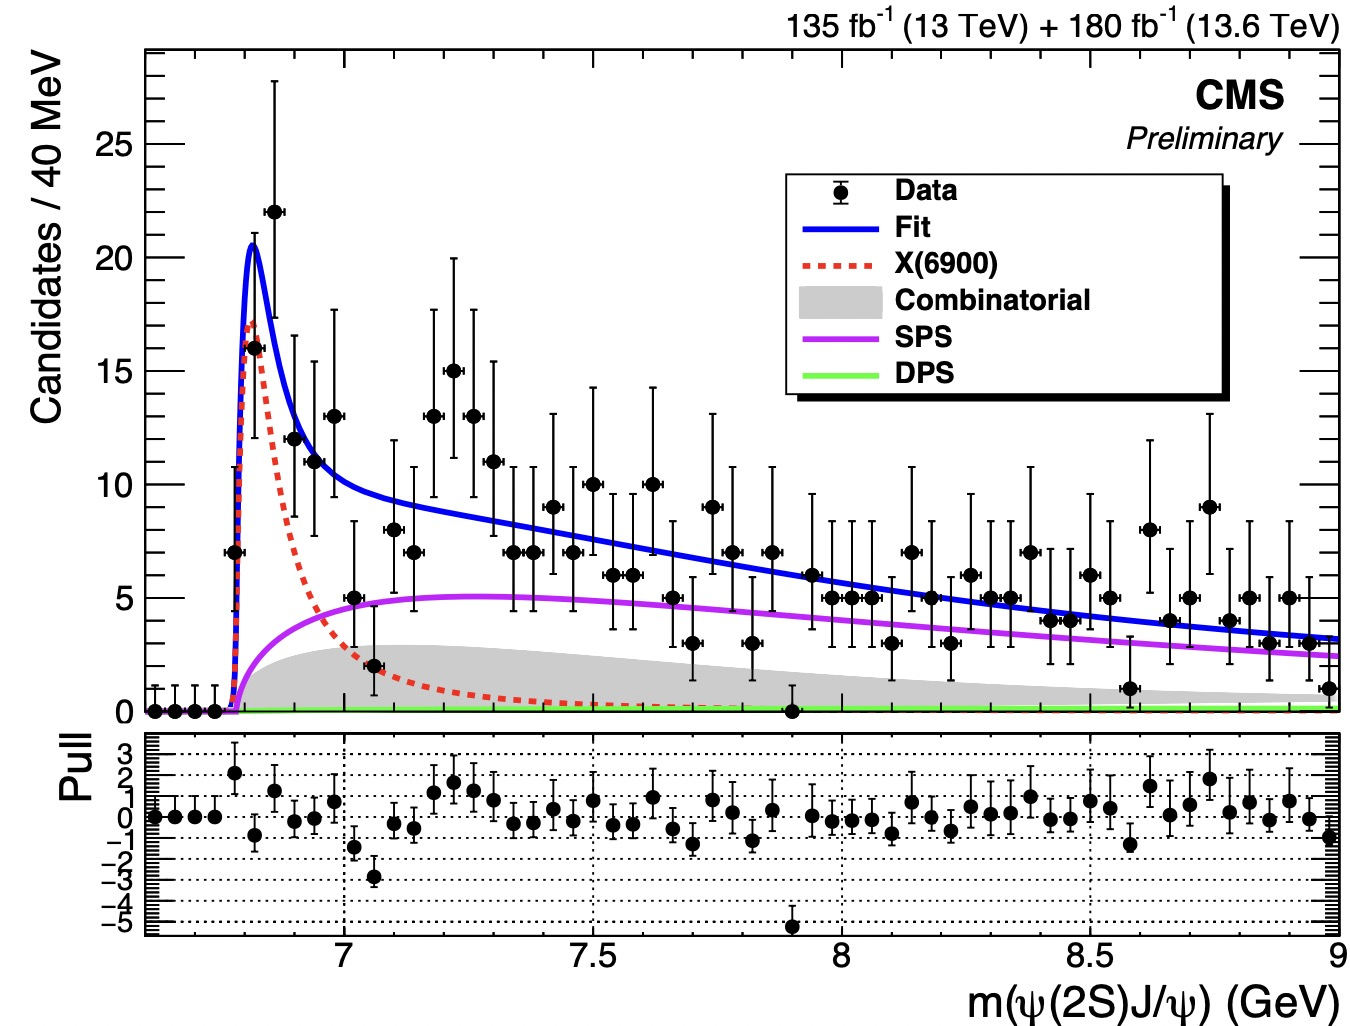 135 fb⁻¹ (13 TeV) + 180 fb⁻¹ (13.6 TeV)
Candidates / 40 MeV
25
20
15
10
5
0
CMS
Preliminary
Data
Fit
X(6900)
Combinatorial
SPS
DPS
Pull
3
2
1
0
−1
−2
−3
−4
−5
7
7.5
8
8.5
9
m(ψ(2S)J/ψ) (GeV)